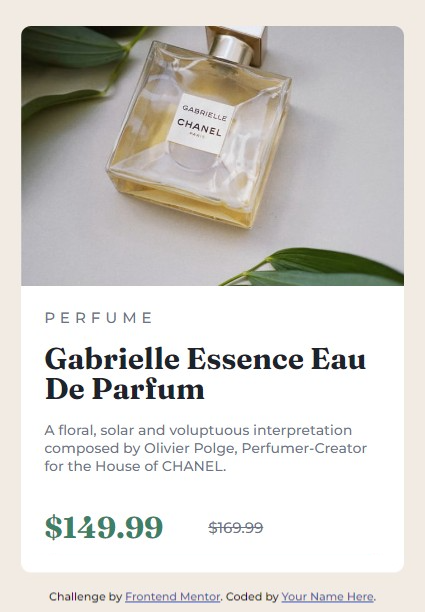 GABRIELLE
CHANEL
PARIS
PERFUME
Gabrielle Essence Eau
De Parfum
A floral, solar and voluptuous interpretation
composed by Olivier Polge, Perfumer-Creator
for the House of CHANEL.
$149.99 $169.99
Challenge by Frontend Mentor. Coded by Your Name Here.